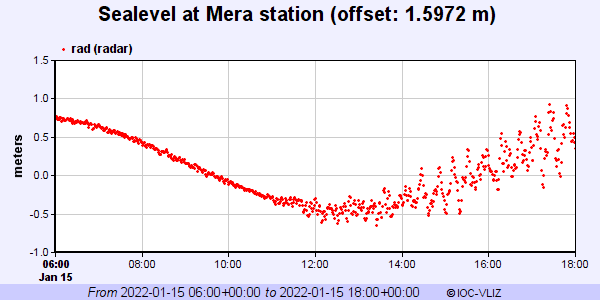 Sealevel at Mera station (offset: 1.5972 m)
rad (radar)
1.5
1.0
0.5
0.0
-0.5
-1.0
meters
06:00 08:00 10:00 12:00 14:00 16:00 18:00
Jan 15
From 2022-01-15 06:00+00:00 to 2022-01-15 18:00+00:00 © IOC-VLIZ